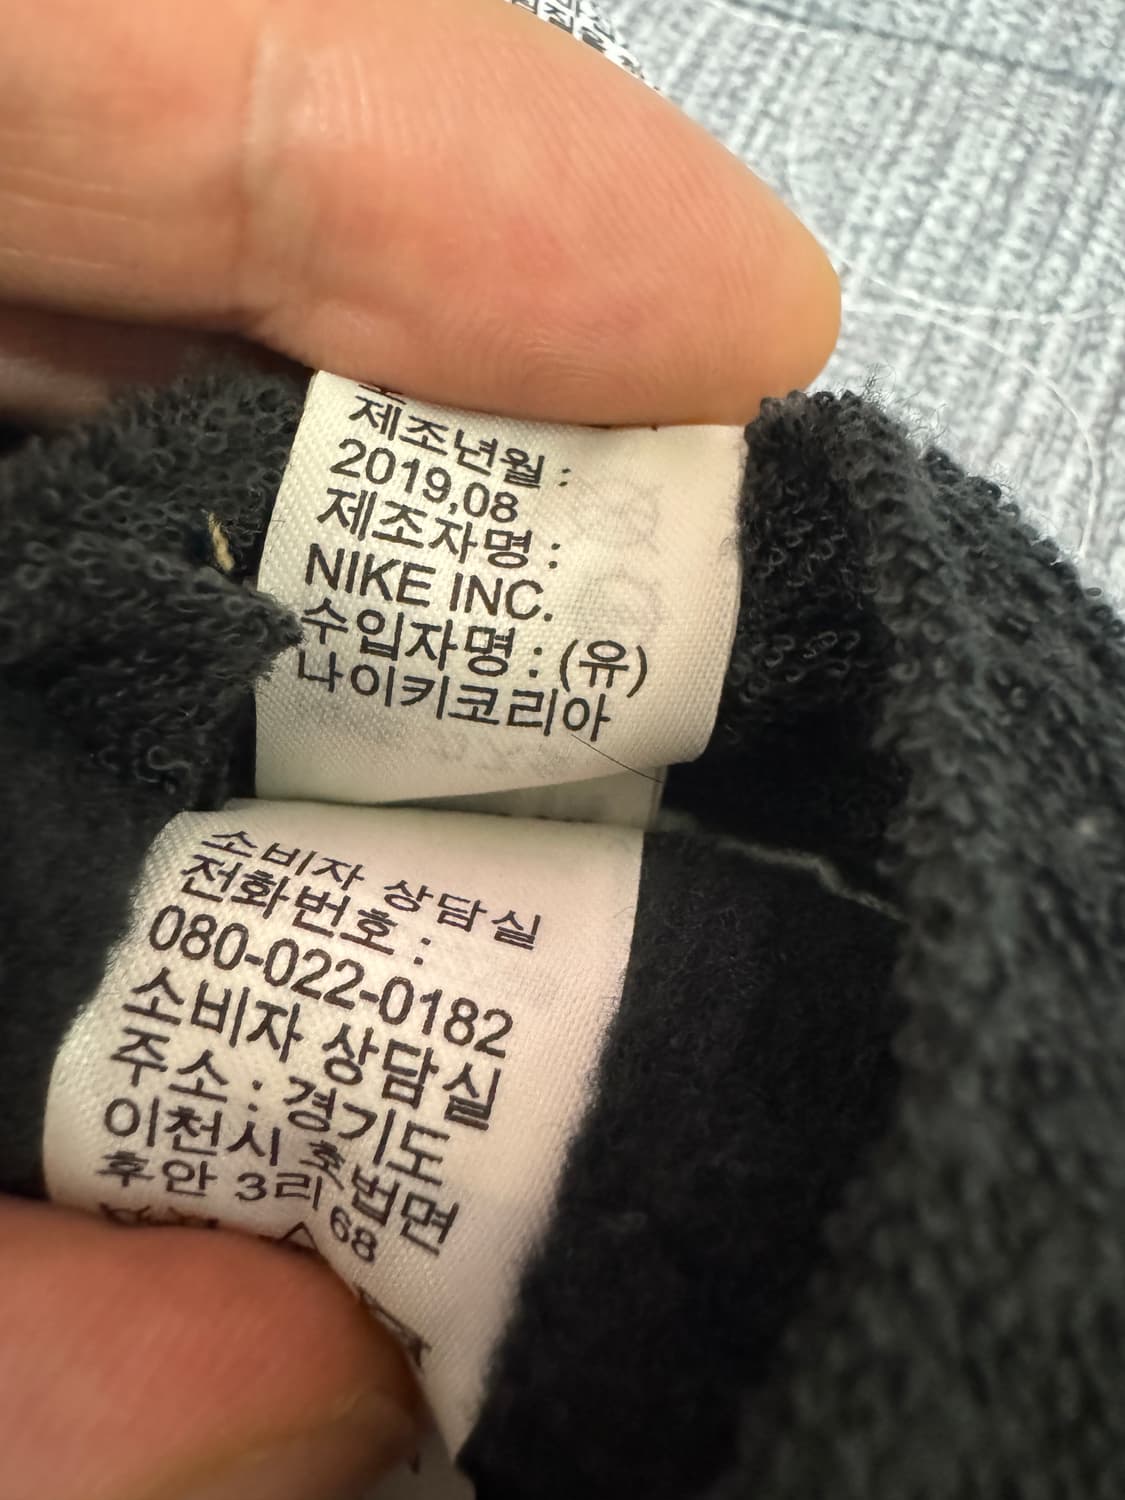 제조년월 :
2019.08
제조자명 :
NIKE INC.
수입자명 : (유)
나이키코리아
소비자 상담실
전화번호 :
080-022-0182
소비자 상담실
주소 : 경기도
이천시 호법면
후안 3리 68